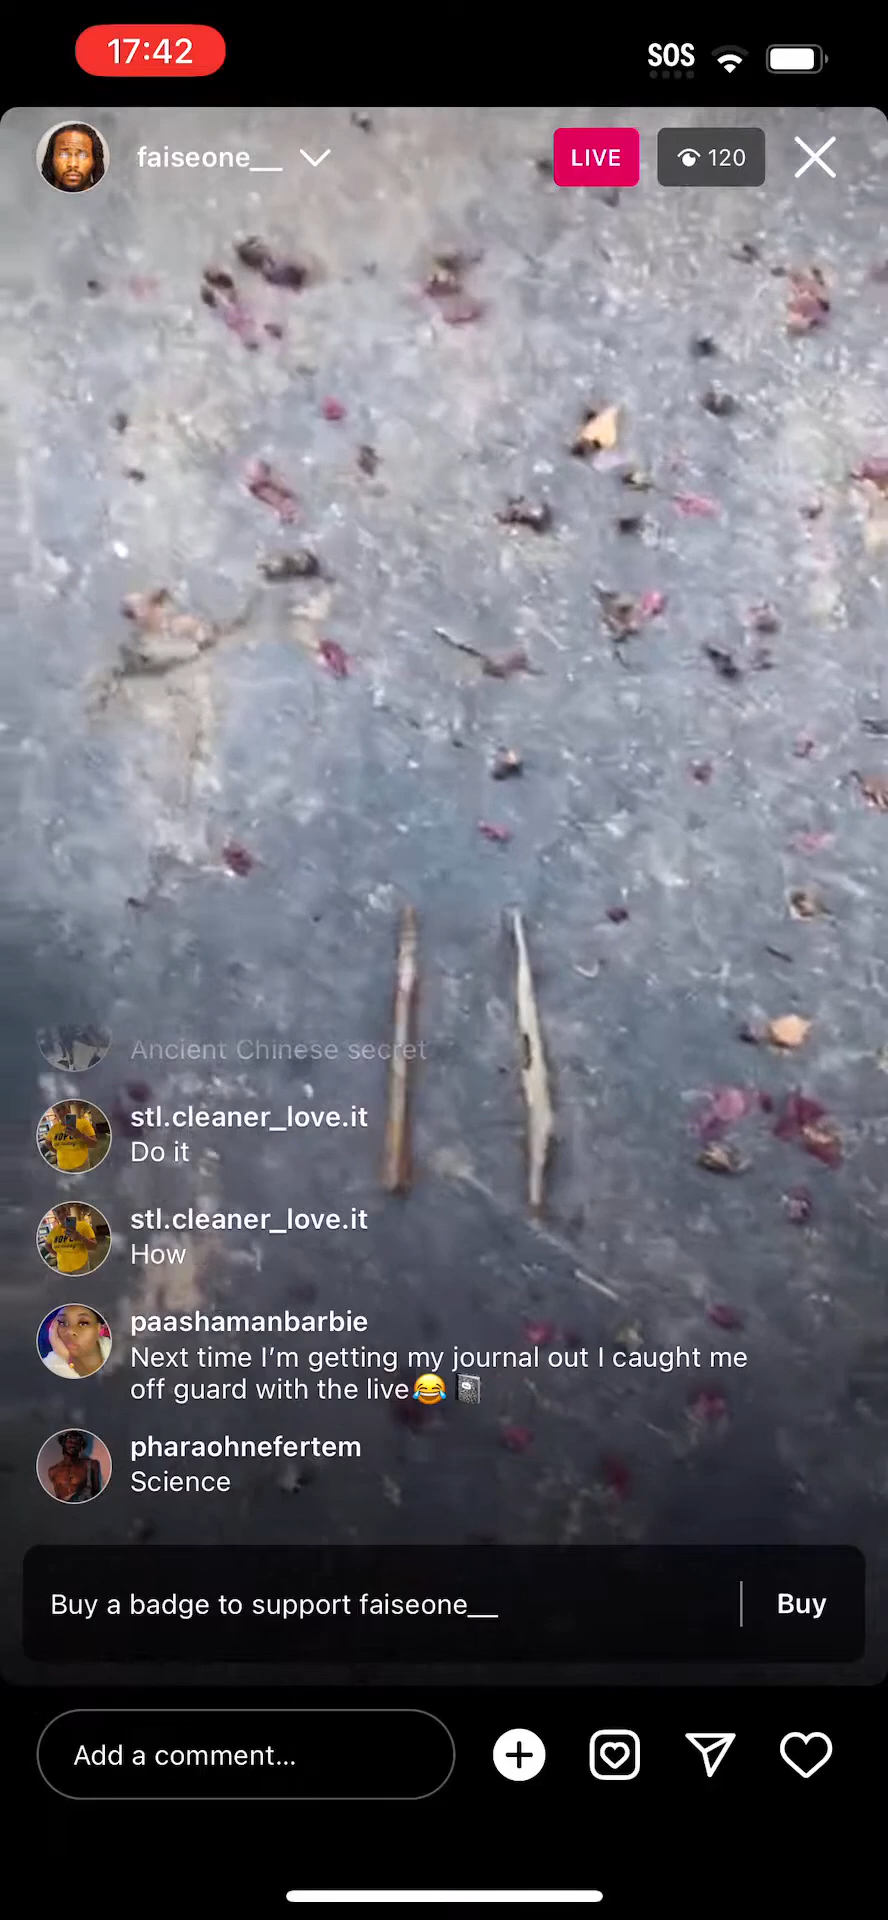 17:42
SOS
faiseone__
LIVE
120
Ancient Chinese secret
stl.cleaner_love.it
Do it
stl.cleaner_love.it
How
paashamanbarbie
Next time I’m getting my journal out I caught me
off guard with the live😂 📓
pharaohnefertem
Science
Buy a badge to support faiseone__
Buy
Add a comment...